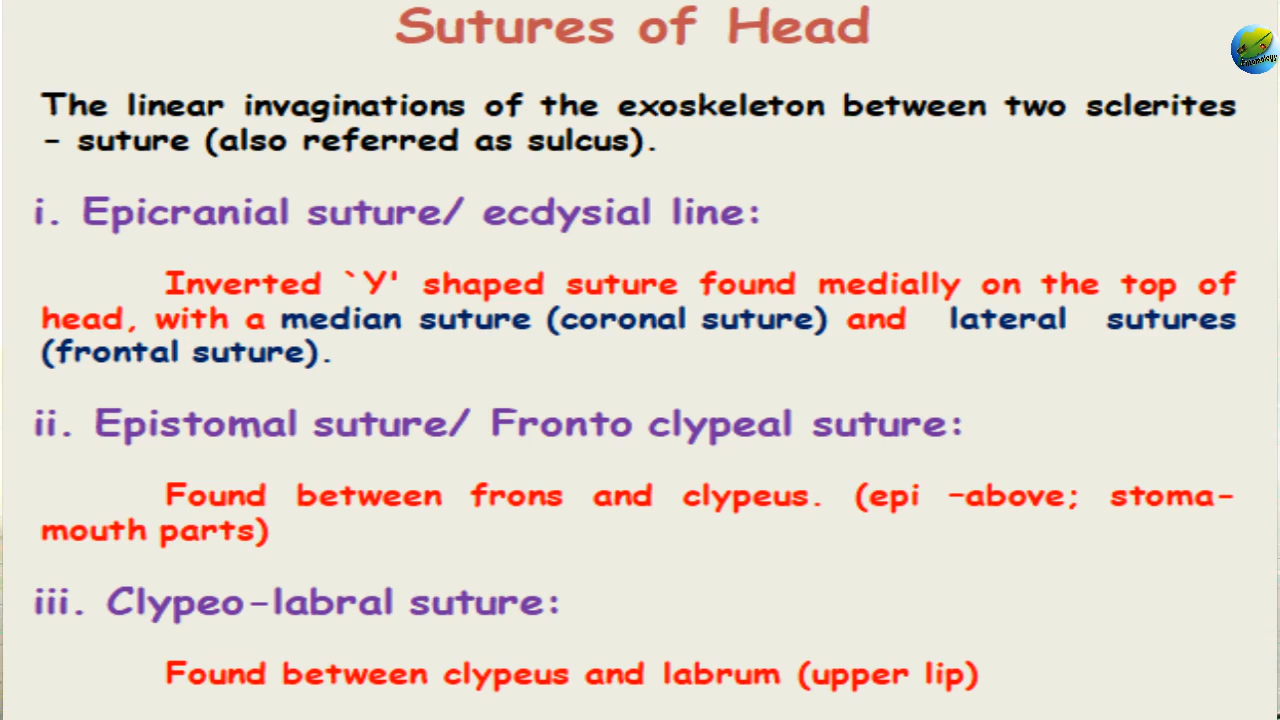 Sutures of Head
The linear invaginations of the exoskeleton between two sclerites
- suture (also referred as sulcus).
i. Epicranial suture/ ecdysial line:
Inverted `Y' shaped suture found medially on the top of
head, with a median suture (coronal suture) and lateral sutures
(frontal suture).
ii. Epistomal suture/ Fronto clypeal suture:
Found between frons and clypeus. (epi –above; stoma-
mouth parts)
iii. Clypeo-labral suture:
Found between clypeus and labrum (upper lip)